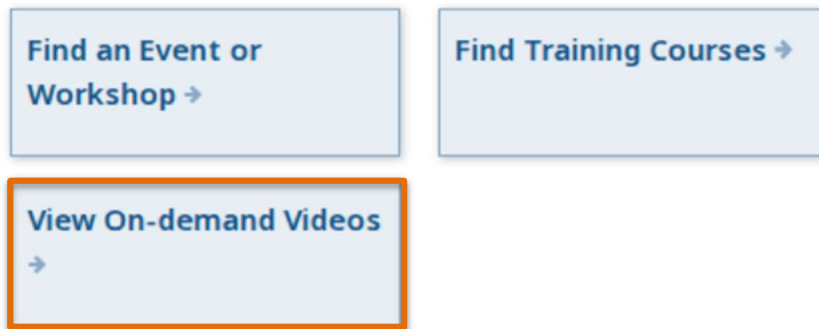 Find an Event or
Workshop →
Find Training Courses →
View On-demand Videos
→